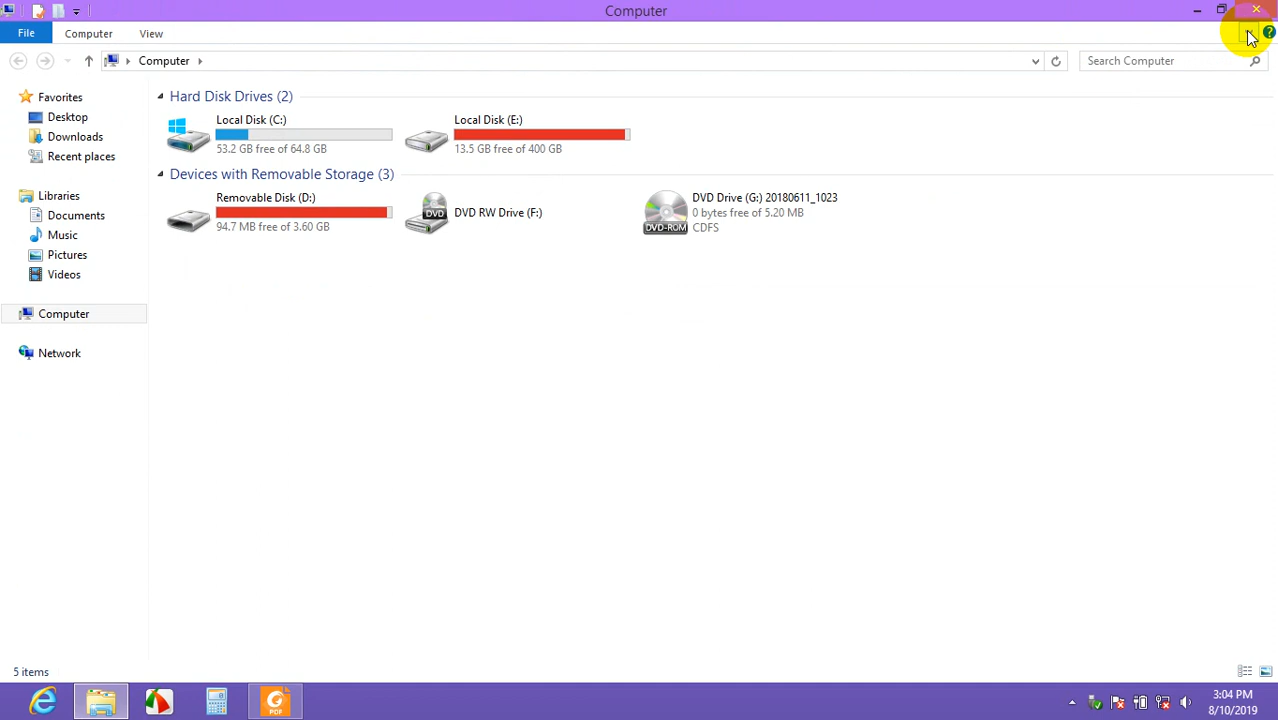 Computer
File
Computer
View
Computer
Search Computer
Favorites
Desktop
Downloads
Recent places
Libraries
Documents
Music
Pictures
Videos
Computer
Network
Hard Disk Drives (2)
Local Disk (C:)
53.2 GB free of 64.8 GB
Local Disk (E:)
13.5 GB free of 400 GB
Devices with Removable Storage (3)
Removable Disk (D:)
94.7 MB free of 3.60 GB
DVD
DVD RW Drive (F:)
DVD-ROM
DVD Drive (G:) 20180611_1023
0 bytes free of 5.20 MB
CDFS
5 items
PDF
3:04 PM
8/10/2019